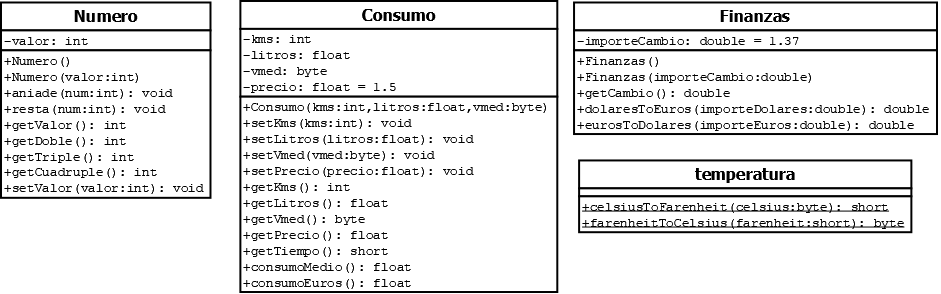 Numero
-valor: int
+Numero()
+Numero(valor:int)
+aniade(num:int): void
+resta(num:int): void
+getValor(): int
+getDoble(): int
+getTriple(): int
+getCuadruple(): int
+setValor(valor:int): void
Consumo
-kms: int
-litros: float
-vmed: byte
-precio: float = 1.5
+Consumo(kms:int,litros:float,vmed:byte)
+setKms(kms:int): void
+setLitros(litros:float): void
+setVmed(vmed:byte): void
+setPrecio(precio:float): void
+getKms(): int
+getLitros(): float
+getVmed(): byte
+getPrecio(): float
+getTiempo(): short
+consumoMedio(): float
+consumoEuros(): float
Finanzas
-importeCambio: double = 1.37
+Finanzas()
+Finanzas(importeCambio:double)
+getCambio(): double
+dolaresToEuros(importeDolares:double): double
+eurosToDolares(importeEuros:double): double
temperatura
+celsiusToFarenheit(celsius:byte): short
+farenheitToCelsius(farenheit:short): byte